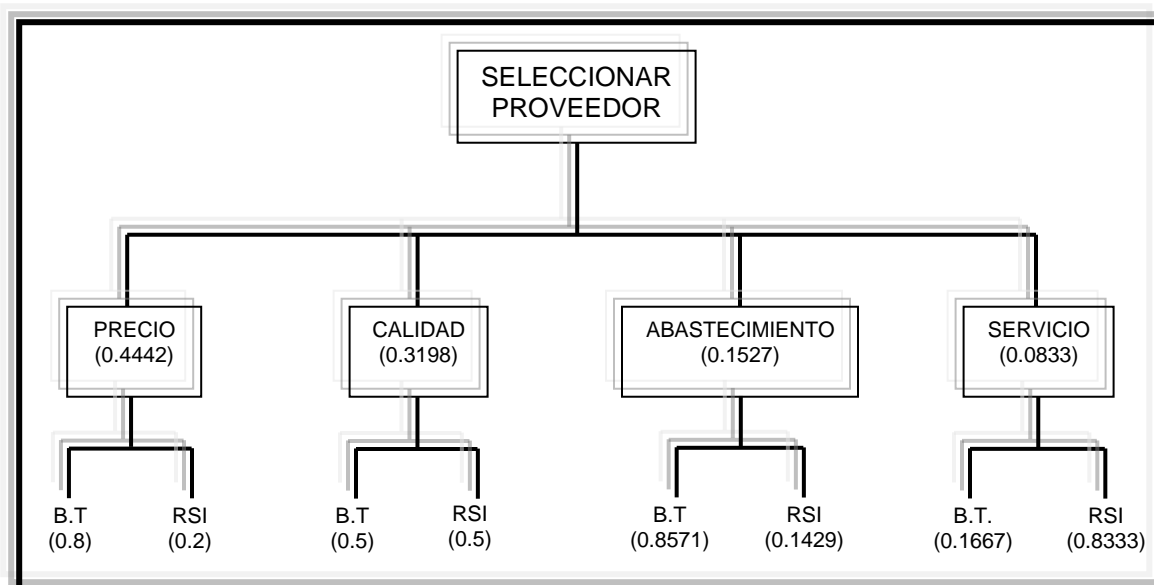 SELECCIONAR
PROVEEDOR
PRECIO
(0.4442)
CALIDAD
(0.3198)
ABASTECIMIENTO
(0.1527)
SERVICIO
(0.0833)
B.T
(0.8)
RSI
(0.2)
B.T
(0.5)
RSI
(0.5)
B.T
(0.8571)
RSI
(0.1429)
B.T.
(0.1667)
RSI
(0.8333)